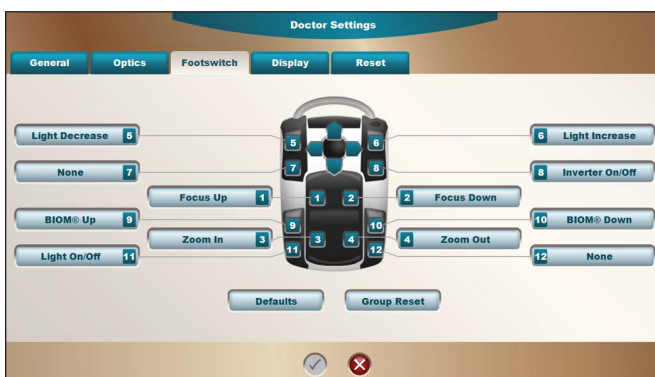 Doctor Settings
General Optics Footswitch Display Reset
Light Decrease 5 5 6 6 Light Increase
None 7 7 8 8 Inverter On/Off
Focus Up 1 1 2 2 Focus Down
BIOM® Up 9 9 10 10 BIOM® Down
Zoom In 3 3 4 4 Zoom Out
Light On/Off 11 11 12 12 None
Defaults Group Reset